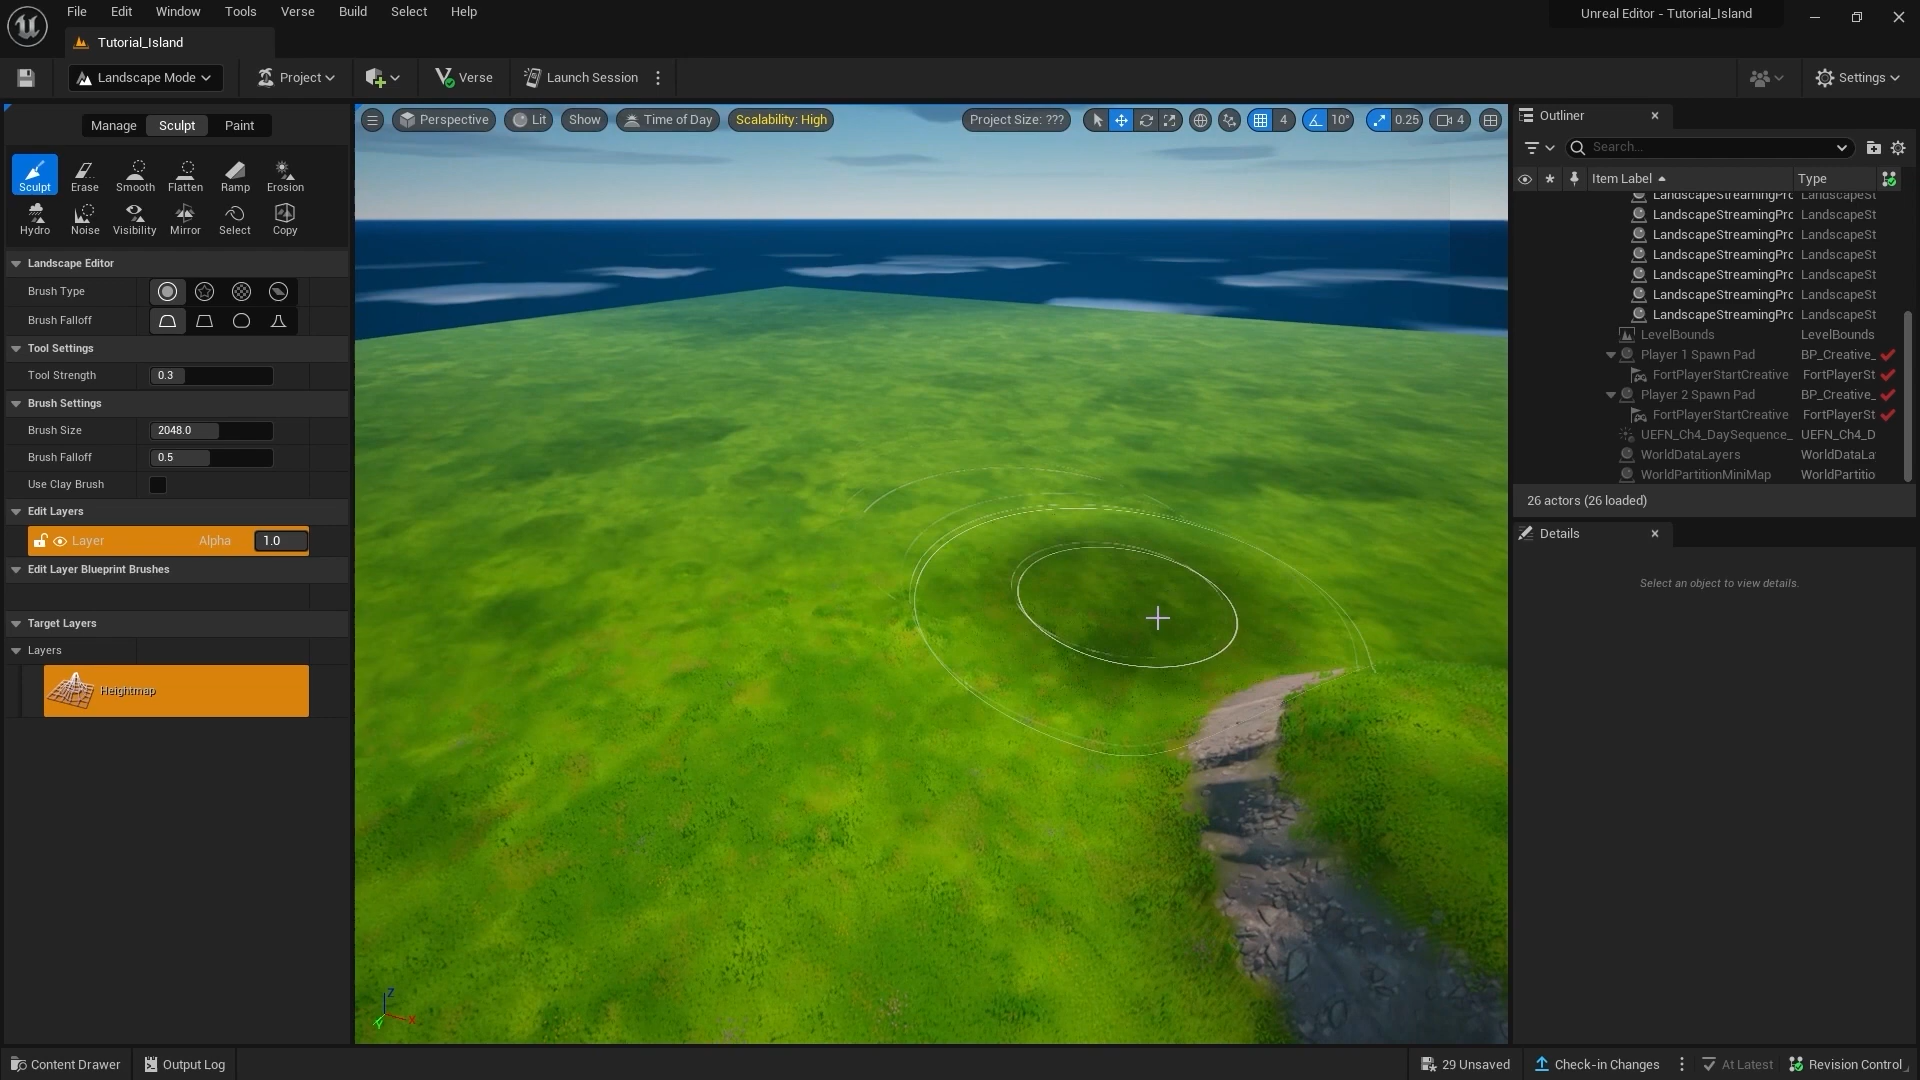 File Edit Window Tools Verse Build Select Help
Unreal Editor - Tutorial_Island
Tutorial_Island
Landscape Mode Project Verse Launch Session Settings
Manage Sculpt Paint
Sculpt Erase Smooth Flatten Ramp Erosion
Hydro Noise Visibility Mirror Select Copy
Landscape Editor
Brush Type
Brush Falloff
Tool Settings
Tool Strength 0.3
Brush Settings
Brush Size 2048.0
Brush Falloff 0.5
Use Clay Brush
Edit Layers
Layer Alpha 1.0
Edit Layer Blueprint Brushes
Target Layers
Layers
Heightmap
Perspective Lit Show Time of Day Scalability: High Project Size: ??? 4 10° 0.25 4
Z
X
Y
Outliner
Search...
Item Label Type
LandscapeStreamingPrc LandscapeSt
LandscapeStreamingPrc LandscapeSt
LandscapeStreamingPrc LandscapeSt
LandscapeStreamingPrc LandscapeSt
LandscapeStreamingPrc LandscapeSt
LandscapeStreamingPrc LandscapeSt
LandscapeStreamingPrc LandscapeSt
LevelBounds LevelBounds
Player 1 Spawn Pad BP_Creative_
FortPlayerStartCreative FortPlayerSt
Player 2 Spawn Pad BP_Creative_
FortPlayerStartCreative FortPlayerSt
UEFN_Ch4_DaySequence_ UEFN_Ch4_D
WorldDataLayers WorldDataLa
WorldPartitionMiniMap WorldPartitio
26 actors (26 loaded)
Details
Select an object to view details.
Content Drawer Output Log 29 Unsaved Check-in Changes At Latest Revision Control